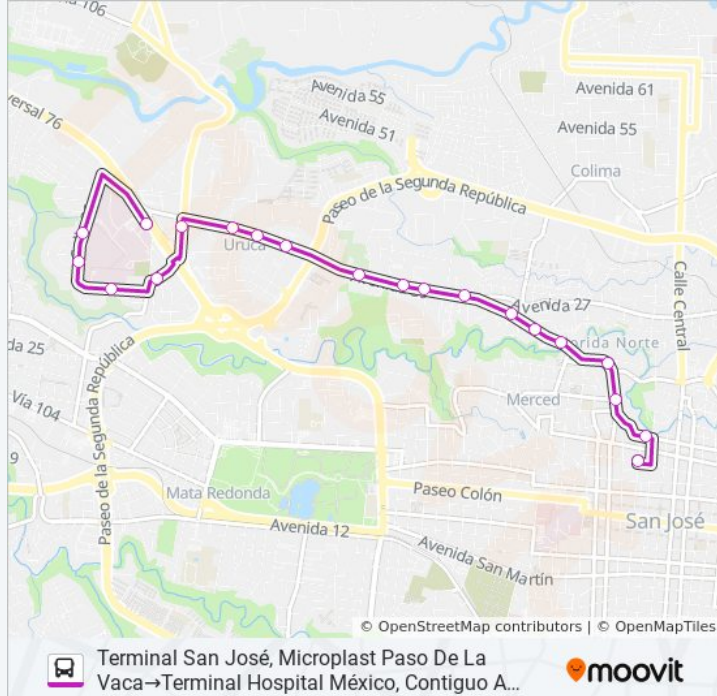 106
Avenida 61
Avenida 55
Avenida 55
Avenida 51
versal 76
Colima
Paseo de la Segunda República
Uruca
Calle Central
Avenida 27
orida Norte
da 25
Paseo de la Segunda República
Vía 104
Merced
9
Mata Redonda
Paseo Colón
San José
Avenida 12
Avenida San Martín
© OpenStreetMap contributors | © OpenMapTiles
Terminal San José, Microplast Paso De La
Vaca→Terminal Hospital México, Contiguo A...
moovit